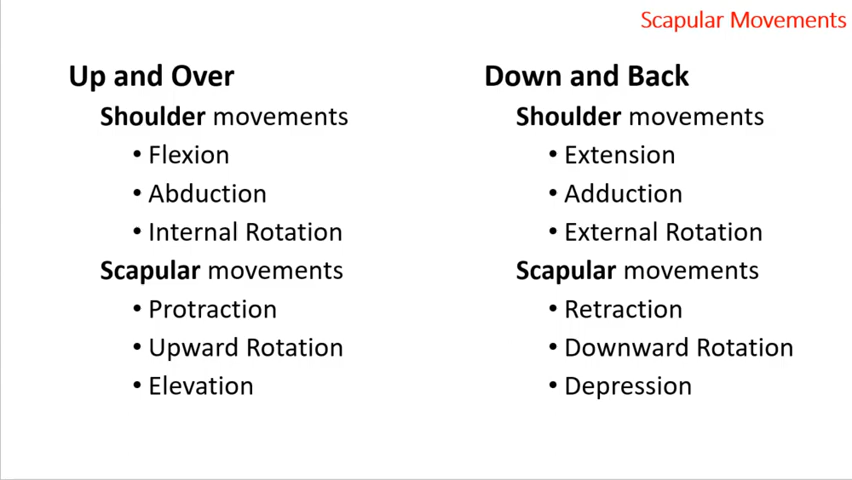 Scapular Movements
Up and Over
Shoulder movements
• Flexion
• Abduction
• Internal Rotation
Scapular movements
• Protraction
• Upward Rotation
• Elevation
Down and Back
Shoulder movements
• Extension
• Adduction
• External Rotation
Scapular movements
• Retraction
• Downward Rotation
• Depression